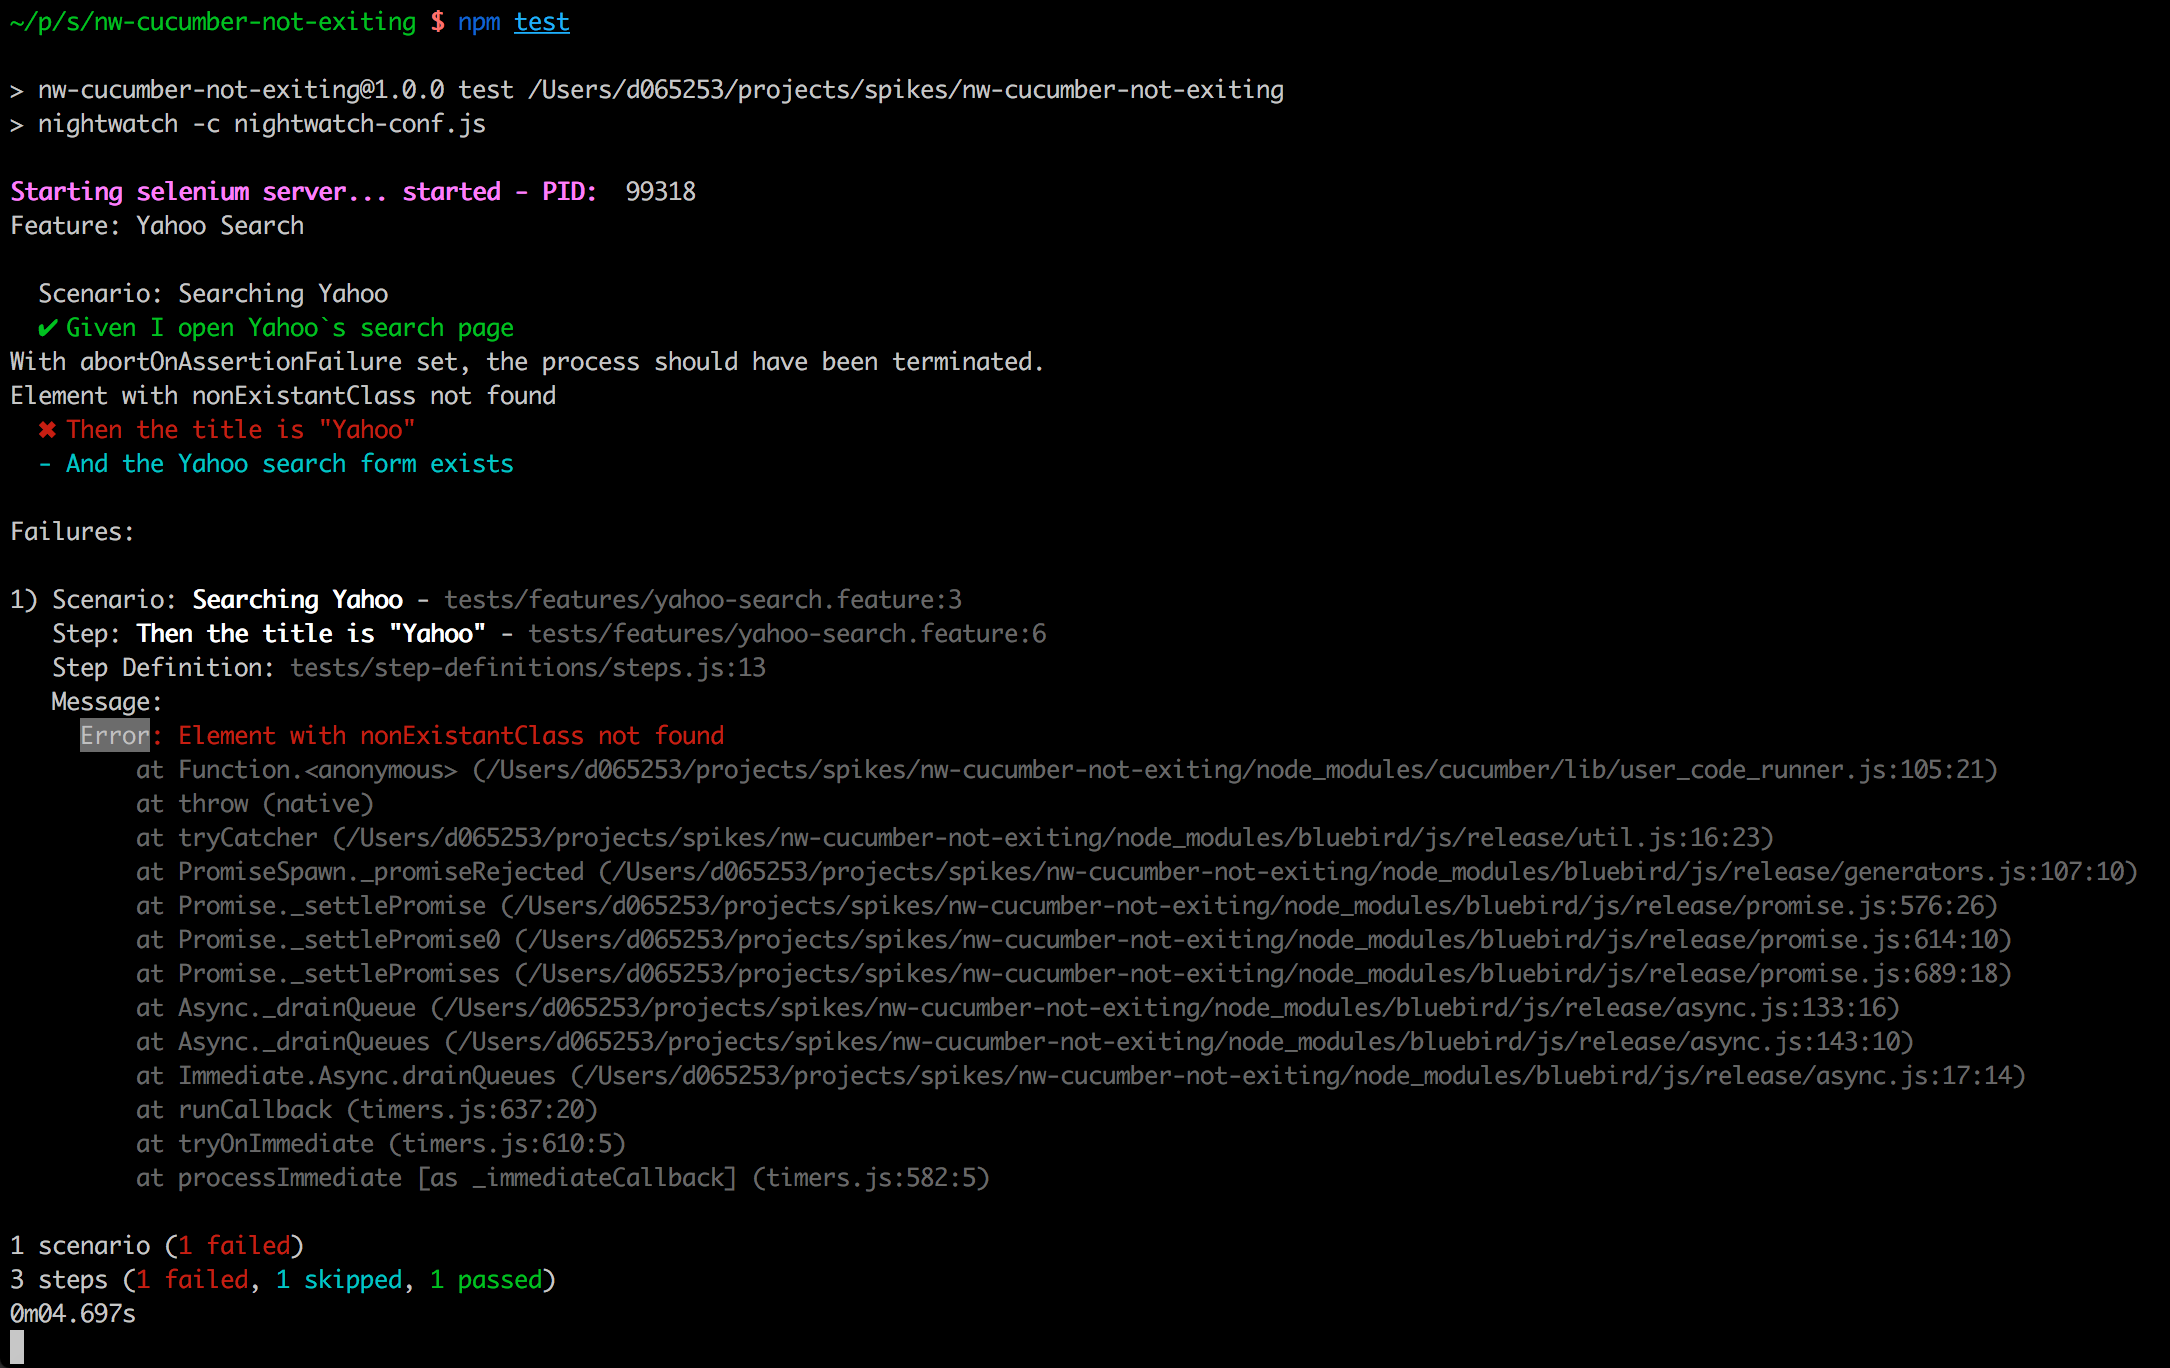 ~/p/s/nw-cucumber-not-exiting $ npm test
> nw-cucumber-not-exiting@1.0.0 test /Users/d065253/projects/spikes/nw-cucumber-not-exiting
> nightwatch -c nightwatch-conf.js
Starting selenium server... started - PID:  99318
Feature: Yahoo Search
  Scenario: Searching Yahoo
  ✔ Given I open Yahoo`s search page
With abortOnAssertionFailure set, the process should have been terminated.
Element with nonExistantClass not found
  ✖ Then the title is "Yahoo"
  - And the Yahoo search form exists
Failures:
1) Scenario: Searching Yahoo - tests/features/yahoo-search.feature:3
   Step: Then the title is "Yahoo" - tests/features/yahoo-search.feature:6
   Step Definition: tests/step-definitions/steps.js:13
   Message:
     Error: Element with nonExistantClass not found
         at Function.<anonymous> (/Users/d065253/projects/spikes/nw-cucumber-not-exiting/node_modules/cucumber/lib/user_code_runner.js:105:21)
         at throw (native)
         at tryCatcher (/Users/d065253/projects/spikes/nw-cucumber-not-exiting/node_modules/bluebird/js/release/util.js:16:23)
         at PromiseSpawn._promiseRejected (/Users/d065253/projects/spikes/nw-cucumber-not-exiting/node_modules/bluebird/js/release/generators.js:107:10)
         at Promise._settlePromise (/Users/d065253/projects/spikes/nw-cucumber-not-exiting/node_modules/bluebird/js/release/promise.js:576:26)
         at Promise._settlePromise0 (/Users/d065253/projects/spikes/nw-cucumber-not-exiting/node_modules/bluebird/js/release/promise.js:614:10)
         at Promise._settlePromises (/Users/d065253/projects/spikes/nw-cucumber-not-exiting/node_modules/bluebird/js/release/promise.js:689:18)
         at Async._drainQueue (/Users/d065253/projects/spikes/nw-cucumber-not-exiting/node_modules/bluebird/js/release/async.js:133:16)
         at Async._drainQueues (/Users/d065253/projects/spikes/nw-cucumber-not-exiting/node_modules/bluebird/js/release/async.js:143:10)
         at Immediate.Async.drainQueues (/Users/d065253/projects/spikes/nw-cucumber-not-exiting/node_modules/bluebird/js/release/async.js:17:14)
         at runCallback (timers.js:637:20)
         at tryOnImmediate (timers.js:610:5)
         at processImmediate [as _immediateCallback] (timers.js:582:5)
1 scenario (1 failed)
3 steps (1 failed, 1 skipped, 1 passed)
0m04.697s